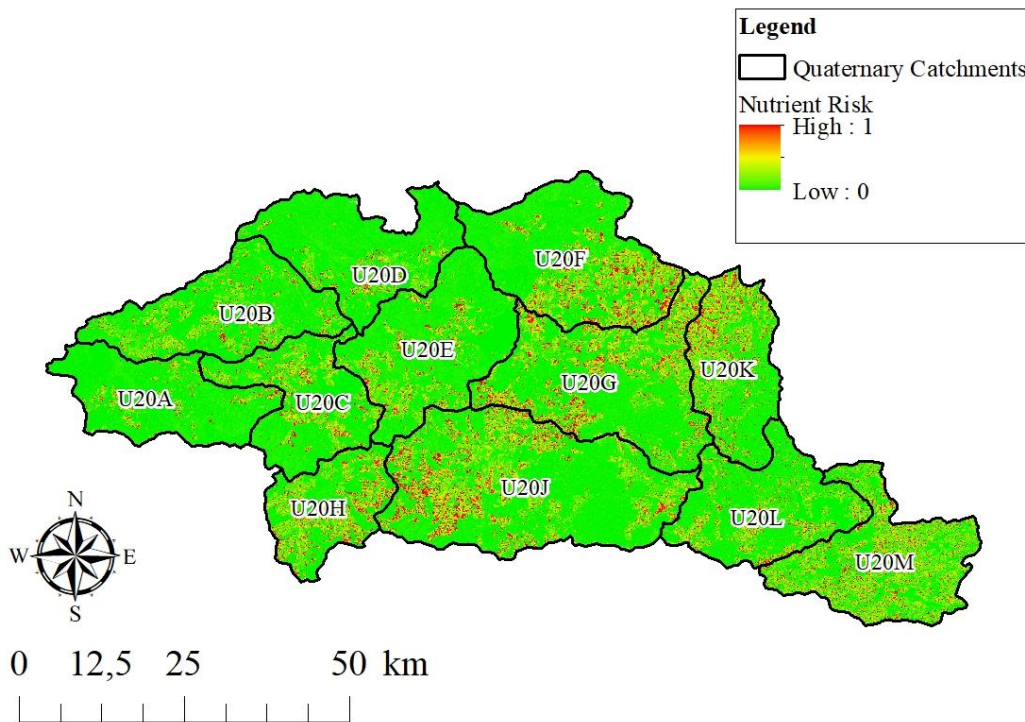 Legend
Quaternary Catchments
Nutrient Risk
High : 1
Low : 0
U20F
U20D
U20B
U20E
U20K
U20G
U20A
U20C
U20J
U20H
U20L
U20M
N
W E
S
0 12,5 25 50 km